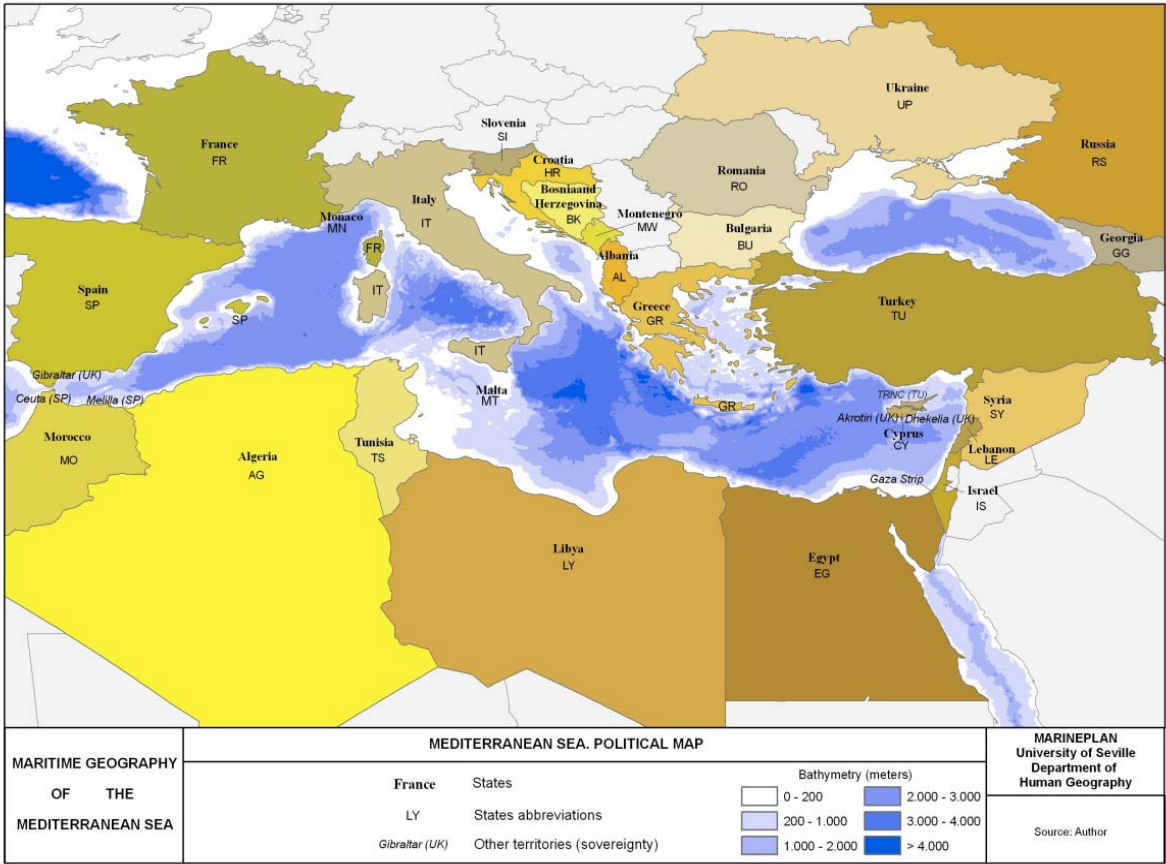 Ukraine
UP
France
FR
Slovenia
SI
Russia
RS
Croatia
HR
Romania
RO
Bosniaand
Herzegovina
BK
Italy
IT
Monaco
MN
Montenegro
MW
Bulgaria
BU
Georgia
GG
FR
Albania
AL
Spain
SP
IT
SP
Greece
GR
Turkey
TU
IT
Gibraltar (UK)
Ceuta (SP)
Melilla (SP)
Malta
MT
GR
TRNC (TU)
Akrotiri (UK)
Dhekelia (UK)
Cyprus
CY
Syria
SY
Lebanon
LE
Morocco
MO
Algeria
AG
Tunisia
TS
Gaza Strip
Israel
IS
Libya
LY
Egypt
EG
MARITIME GEOGRAPHY
OF THE
MEDITERRANEAN SEA
MEDITERRANEAN SEA. POLITICAL MAP
France States
LY States abbreviations
Gibraltar (UK) Other territories (sovereignty)
Bathymetry (meters)
0 - 200
200 - 1.000
1.000 - 2.000
2.000 - 3.000
3.000 - 4.000
> 4.000
MARINEPLAN
University of Seville
Department of
Human Geography
Source: Author